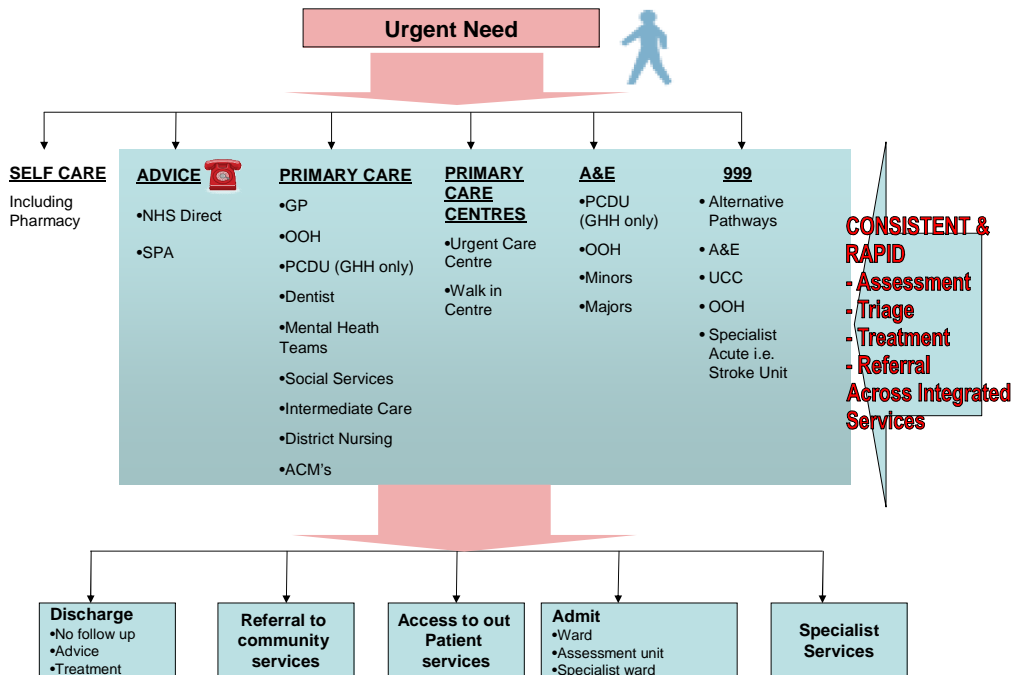 Urgent Need
SELF CARE
Including
Pharmacy
ADVICE
•NHS Direct
•SPA
PRIMARY CARE
•GP
•OOH
•PCDU (GHH only)
•Dentist
•Mental Heath
Teams
•Social Services
•Intermediate Care
•District Nursing
•ACM's
PRIMARY
CARE
CENTRES
•Urgent Care
Centre
•Walk in
Centre
A&E
•PCDU
(GHH only)
•OOH
•Minors
•Majors
999
• Alternative
Pathways
• A&E
• UCC
• OOH
• Specialist
Acute i.e.
Stroke Unit
CONSISTENT &
RAPID
- Assessment
- Triage
- Treatment
- Referral
Across Integrated
Services
Discharge
•No follow up
•Advice
•Treatment
Referral to
community
services
Access to out
Patient
services
Admit
•Ward
•Assessment unit
•Specialist ward
Specialist
Services